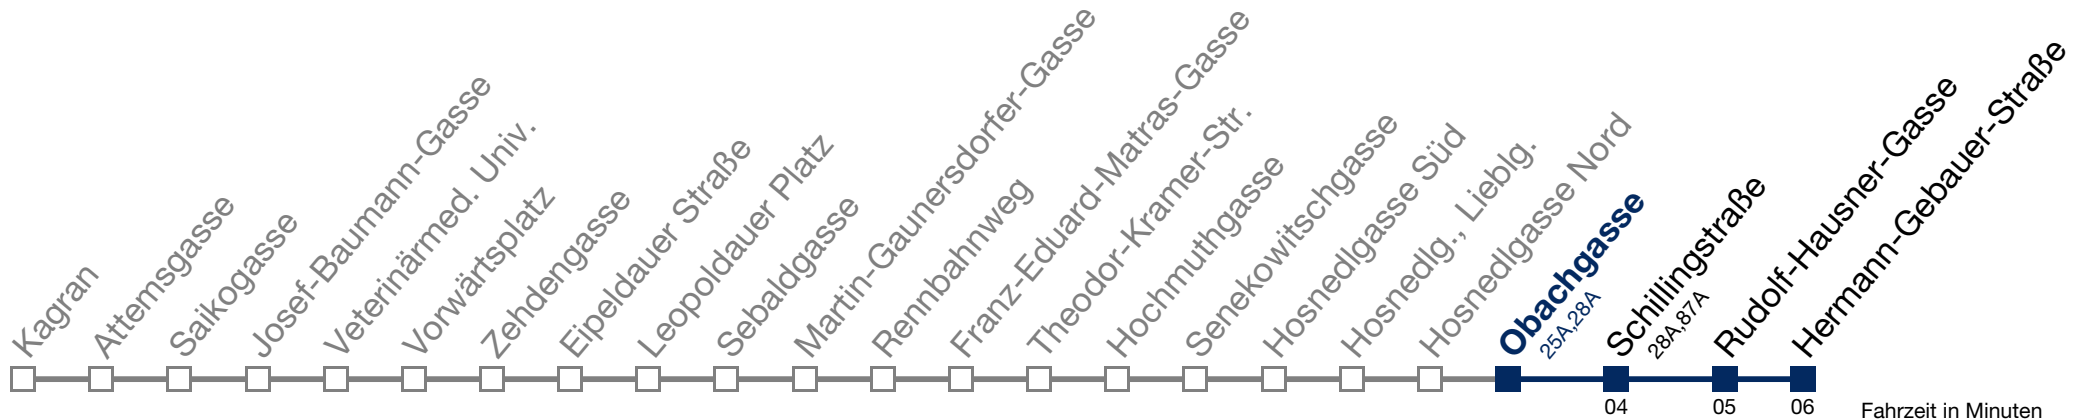 Kagran
Attemsgasse
Saikogasse
Josef-Baumann-Gasse
Veterinärmed. Univ.
Vorwärtsplatz
Zehdengasse
Eipeldauer Straße
Leopoldauer Platz
Sebaldgasse
Martin-Gaunersdorfer-Gasse
Rennbahnweg
Franz-Eduard-Matras-Gasse
Theodor-Kramer-Str.
Hochmuthgasse
Senekowitschgasse
Hosnedlgasse Süd
Hosnedlg., Lieblg.
Hosnedlgasse Nord
Obachgasse
25A,28A
Schillingstraße
28A,87A
Rudolf-Hausner-Gasse
Hermann-Gebauer-Straße
04
05
06
Fahrzeit in Minuten